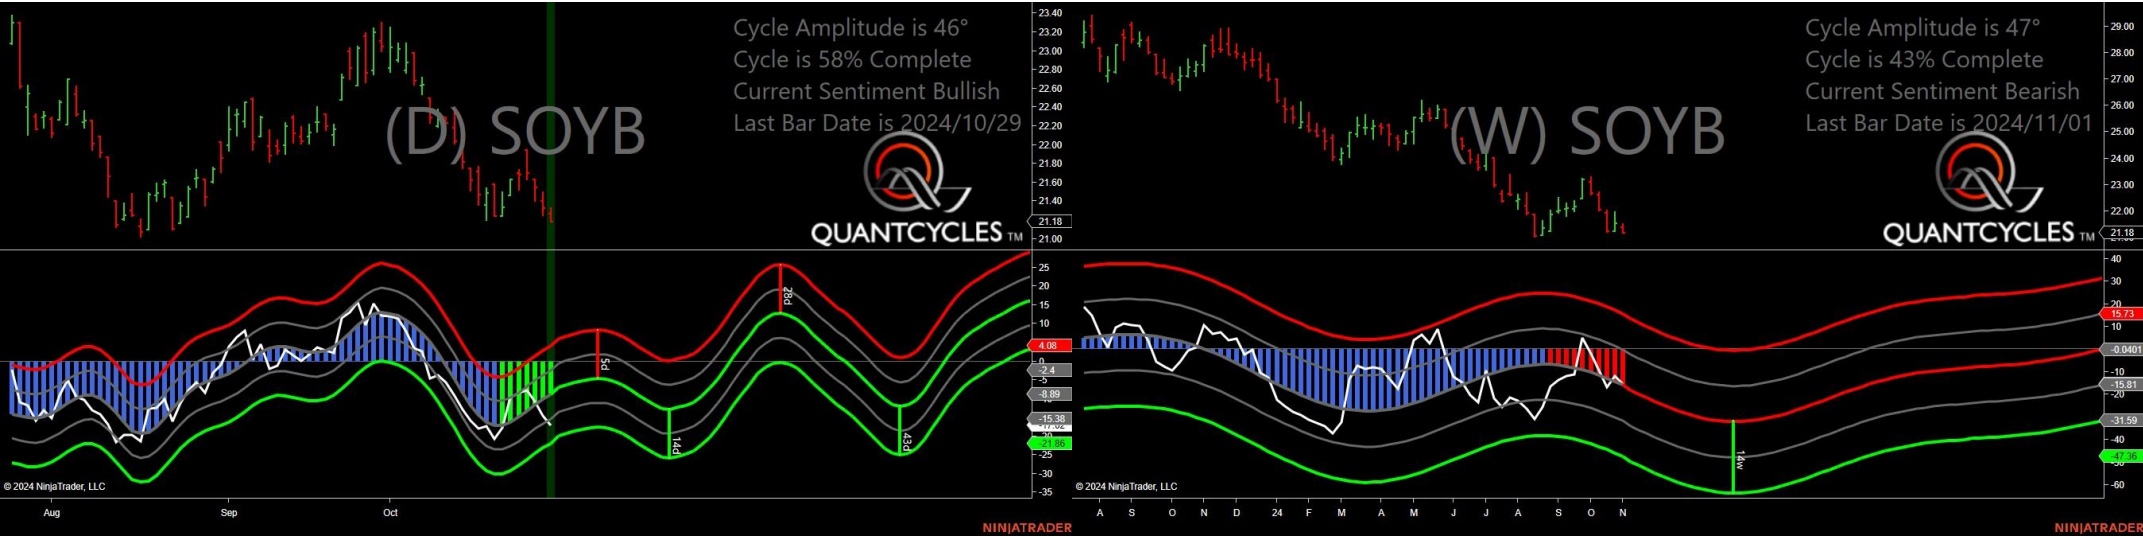 Cycle Amplitude is 46°
Cycle is 58% Complete
Current Sentiment Bullish
Last Bar Date is 2024/10/29
(D) SOYB
QUANTCYCLES TM
23.40
23.20
23.00
22.80
22.60
22.40
22.20
22.00
21.80
21.60
21.40
21.18
21.00
25
20
15
10
5
4.08
0
-2.4
-5
-8.89
-15.38
-21.86
-25
-30
-35
5d
14d
28d
43d
© 2024 NinjaTrader, LLC
Aug Sep Oct
NINJATRADER
Cycle Amplitude is 47°
Cycle is 43% Complete
Current Sentiment Bearish
Last Bar Date is 2024/11/01
(W) SOYB
QUANTCYCLES TM
29.00
28.00
27.00
26.00
25.00
24.00
23.00
22.00
21.18
40
30
20
15.73
10
-0.0401
-10
-15.81
-20
-31.59
-40
-47.36
-60
14w
© 2024 NinjaTrader, LLC
A S O N D 24 F M A M J J A S O N
NINJATRADER